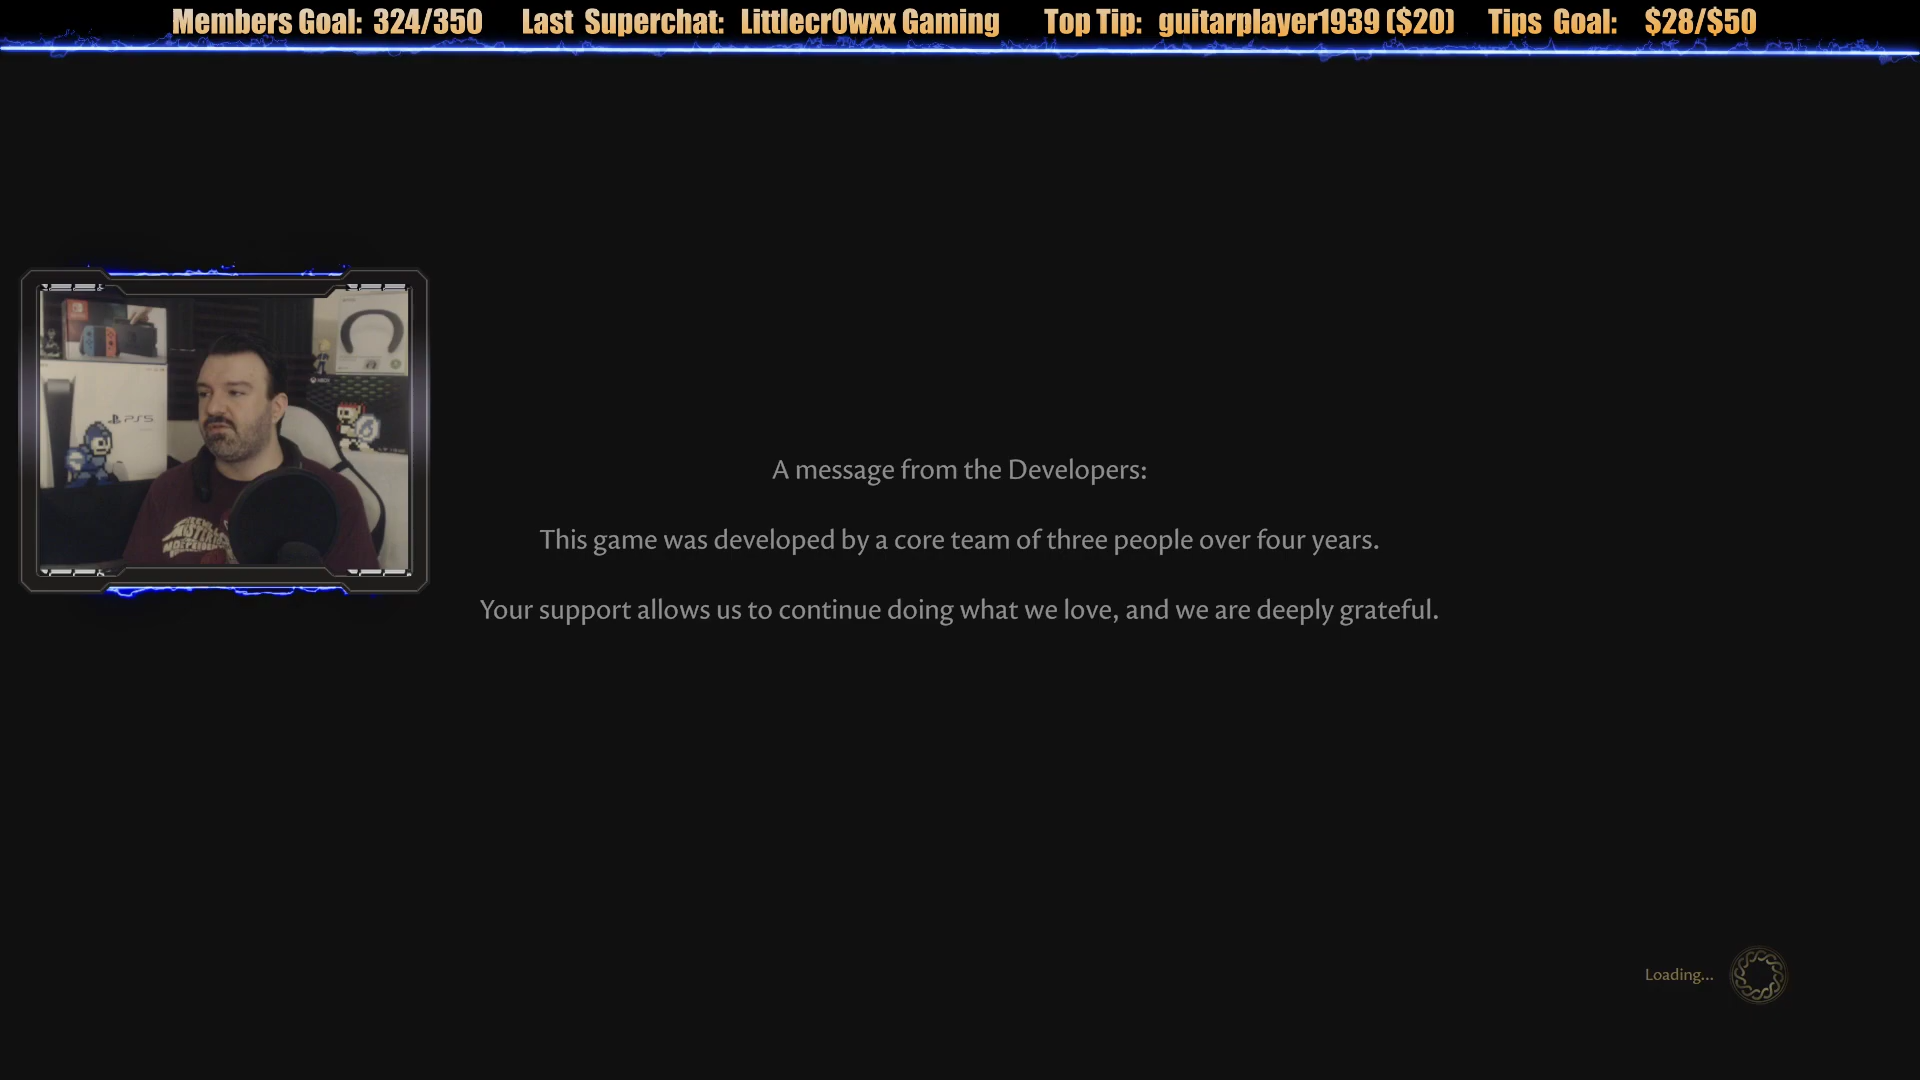 Members Goal: 324/350 Last Superchat: Littlecr0wxx Gaming Top Tip: guitarplayer1939 ($20) Tips Goal: $28/$50
PS5
XBOX
A message from the Developers:
This game was developed by a core team of three people over four years.
Your support allows us to continue doing what we love, and we are deeply grateful.
Loading...